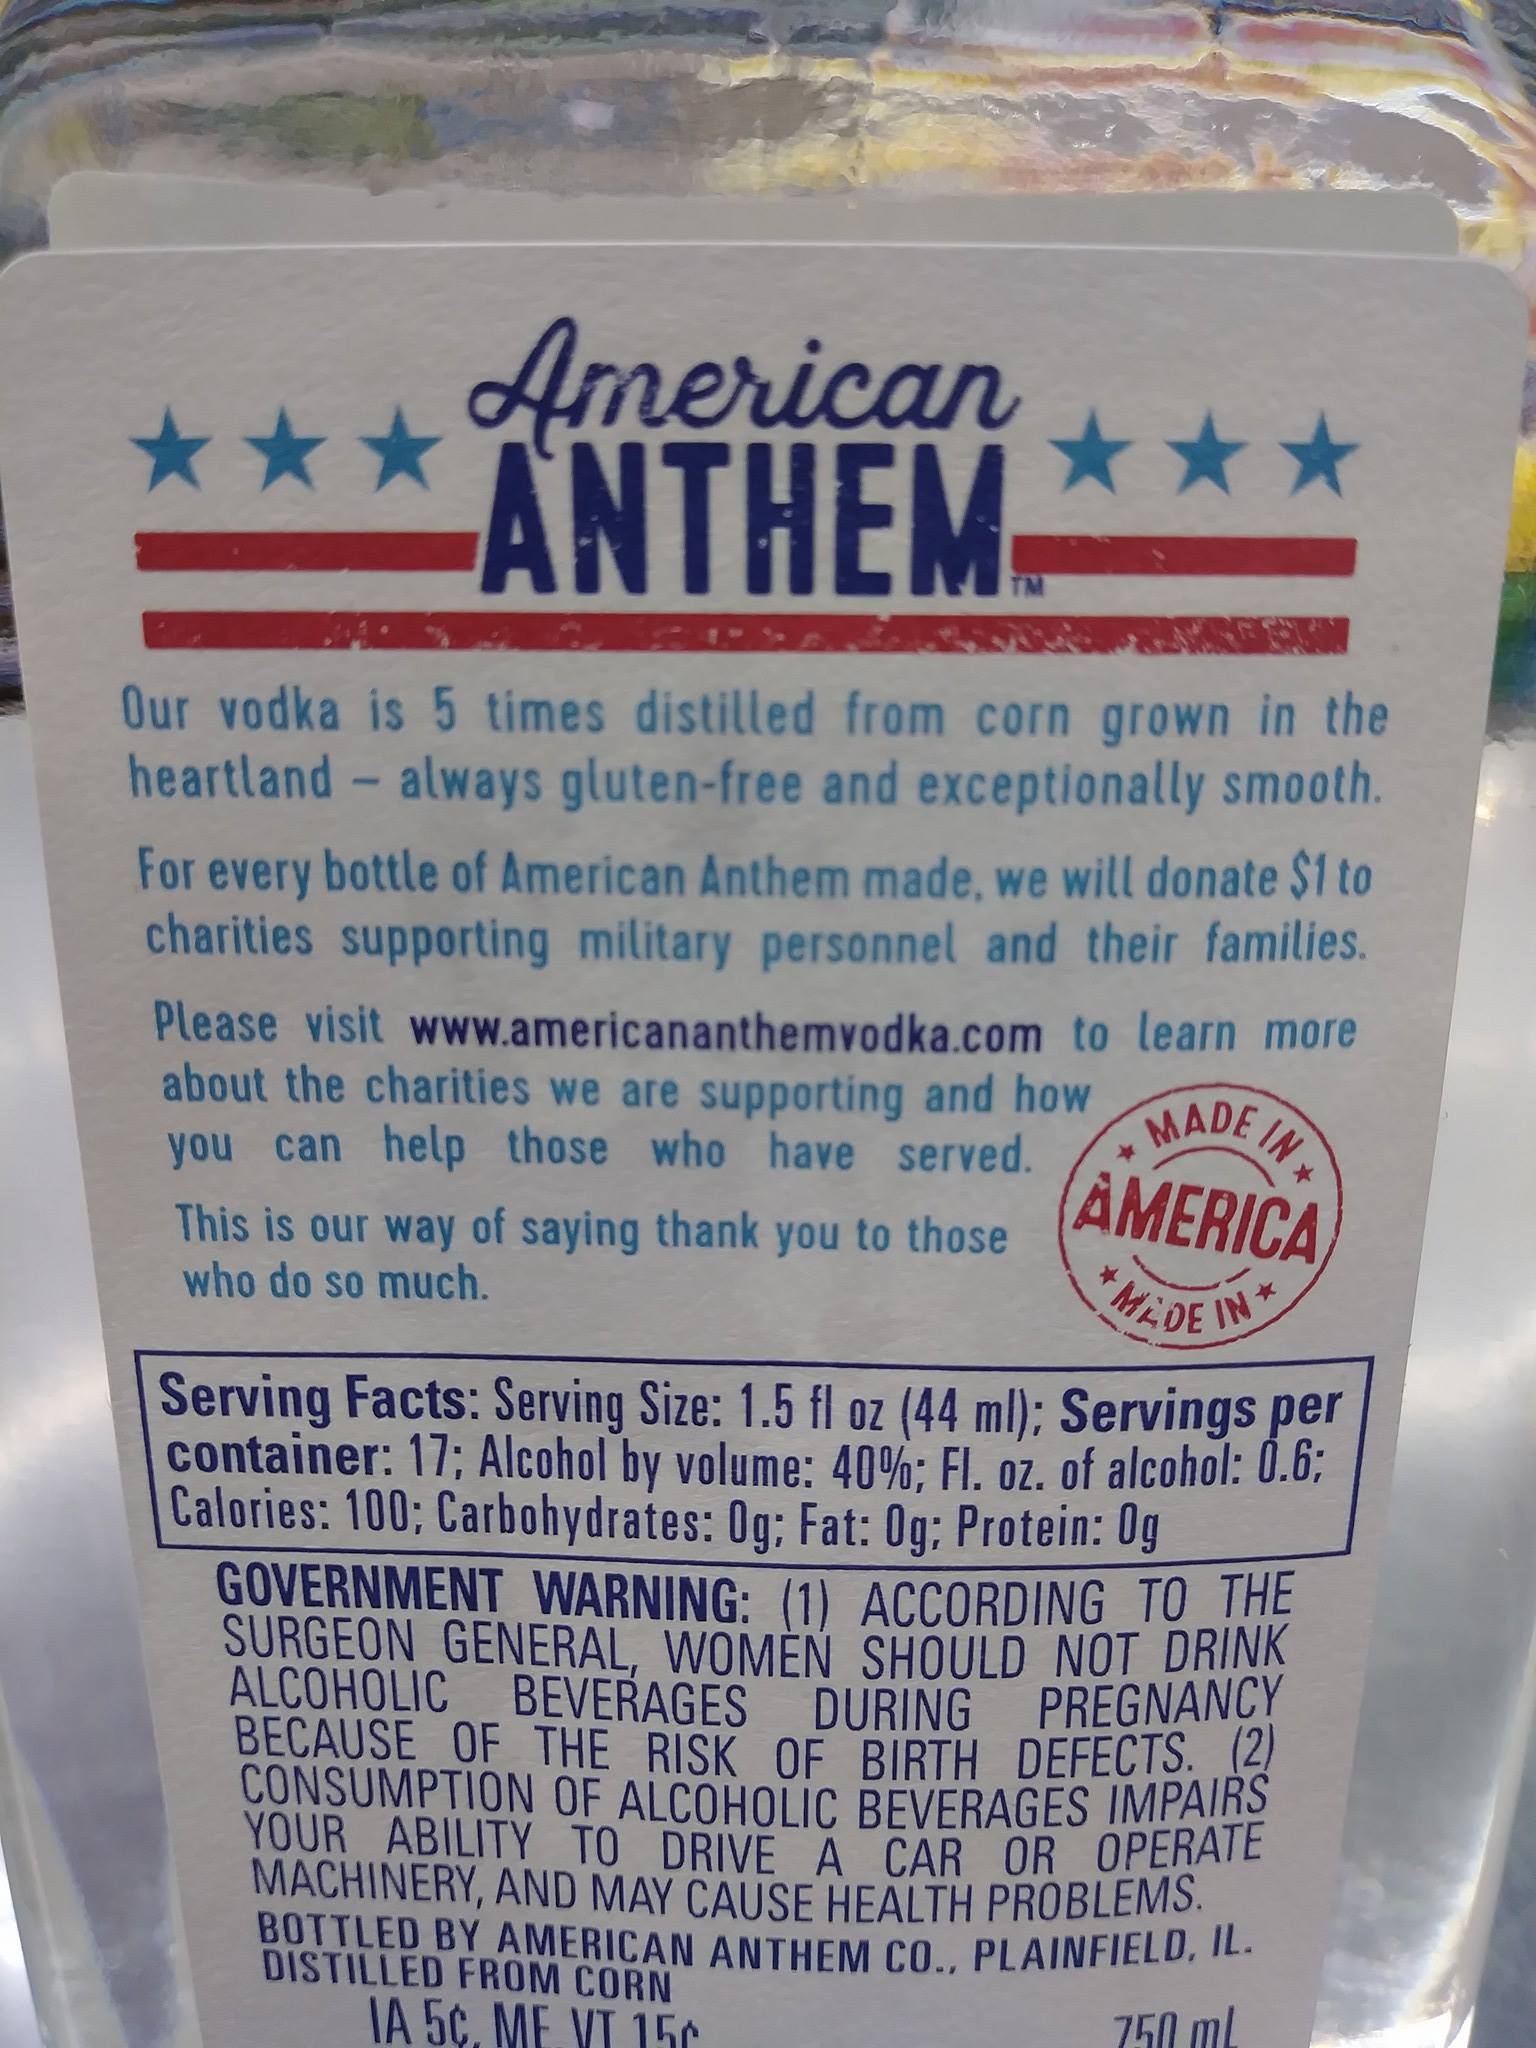 American
ANTHEM™
Our vodka is 5 times distilled from corn grown in the
heartland – always gluten-free and exceptionally smooth.
For every bottle of American Anthem made, we will donate $1 to
charities supporting military personnel and their families.
Please visit www.americananthemvodka.com to learn more
about the charities we are supporting and how
you can help those who have served.
This is our way of saying thank you to those
who do so much.
MADE IN
AMERICA
MADE IN
Serving Facts: Serving Size: 1.5 fl oz (44 ml); Servings per
container: 17; Alcohol by volume: 40%; Fl. oz. of alcohol: 0.6;
Calories: 100; Carbohydrates: 0g; Fat: 0g; Protein: 0g
GOVERNMENT WARNING: (1) ACCORDING TO THE
SURGEON GENERAL, WOMEN SHOULD NOT DRINK
ALCOHOLIC BEVERAGES DURING PREGNANCY
BECAUSE OF THE RISK OF BIRTH DEFECTS. (2)
CONSUMPTION OF ALCOHOLIC BEVERAGES IMPAIRS
YOUR ABILITY TO DRIVE A CAR OR OPERATE
MACHINERY, AND MAY CAUSE HEALTH PROBLEMS.
BOTTLED BY AMERICAN ANTHEM CO., PLAINFIELD, IL.
DISTILLED FROM CORN
IA 5¢, ME, VT 15¢ 750 mL